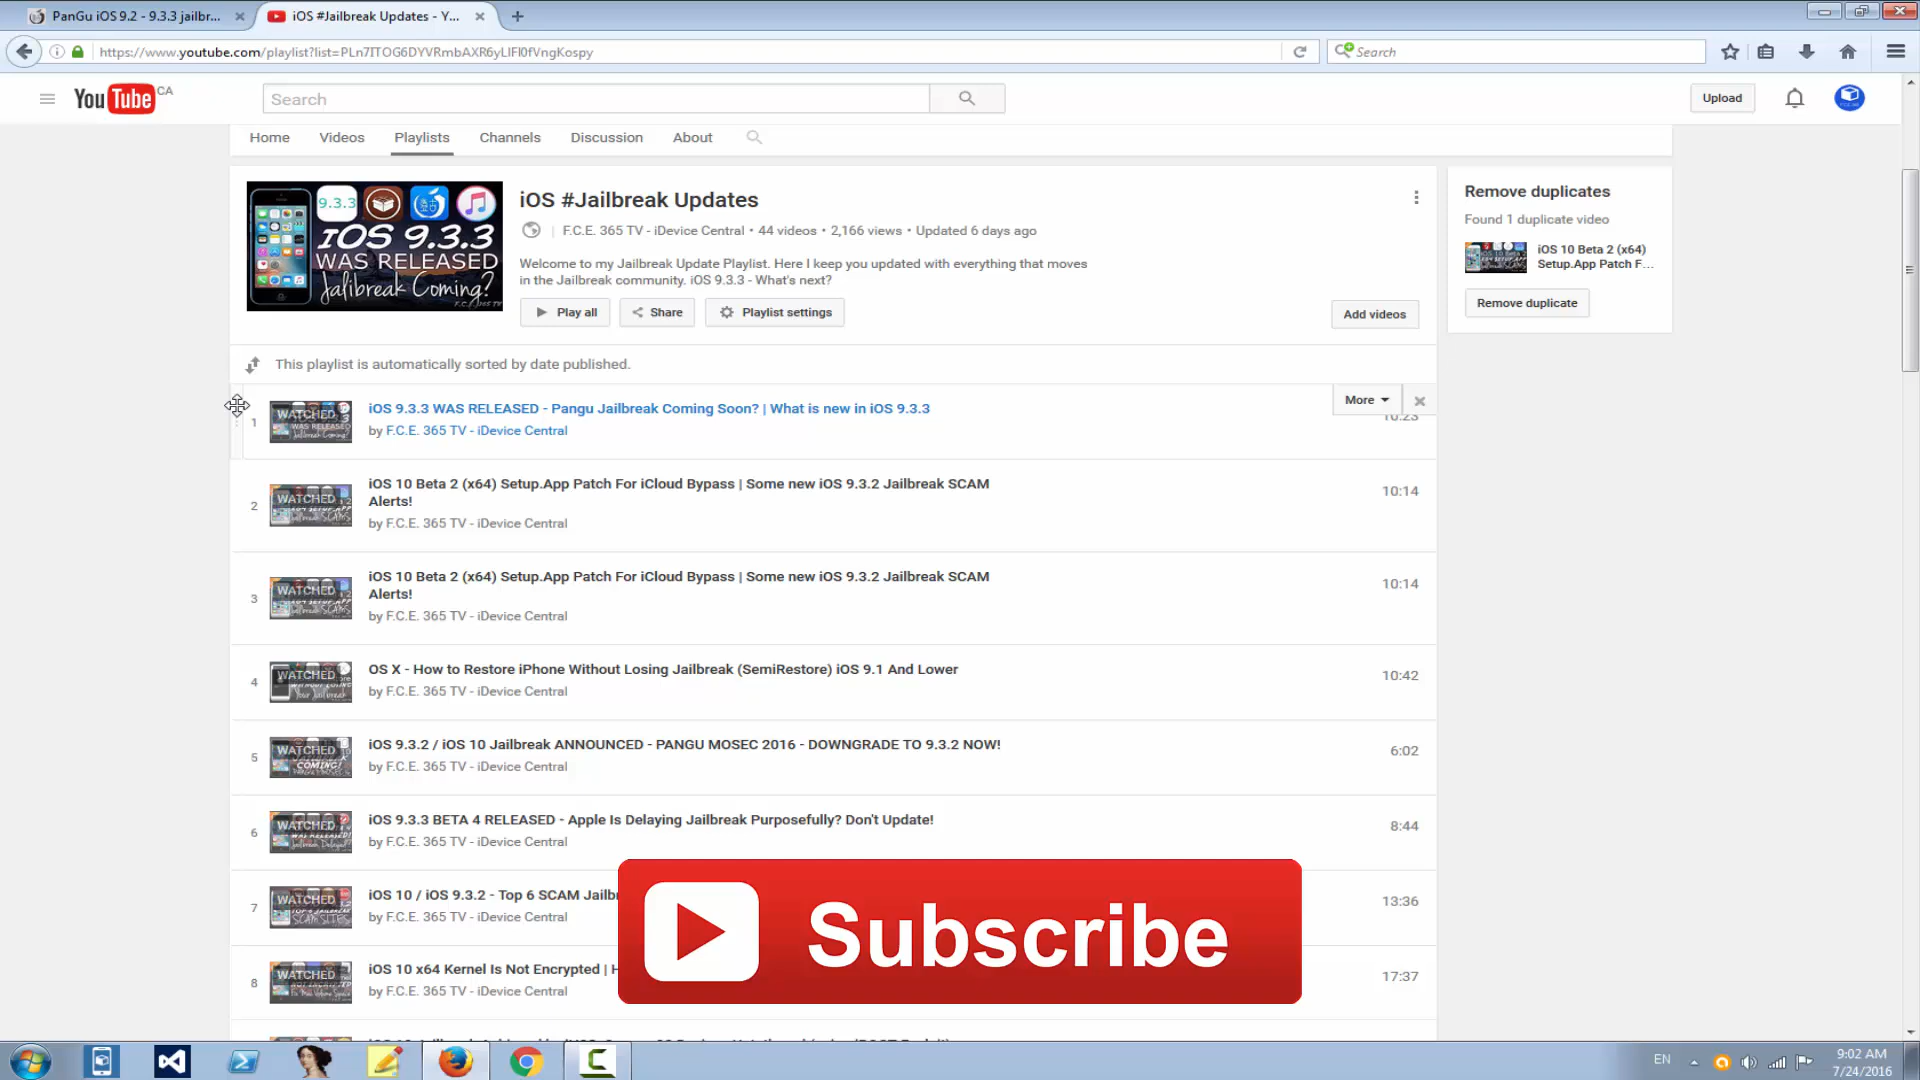 PanGu iOS 9.2 - 9.3.3 jailbr...
iOS #Jailbreak Updates - Y...
https://www.youtube.com/playlist?list=PLn7ITOG6DYVRmbAXR6yLIFI0fVngKospy
Search
YouTube CA
Search
Upload
Home Videos Playlists Channels Discussion About
9.3.3
iOS 9.3.3
WAS RELEASED
Jailbreak Coming?
F.C.E. 365 TV
iOS #Jailbreak Updates
F.C.E. 365 TV - iDevice Central • 44 videos • 2,166 views • Updated 6 days ago
Welcome to my Jailbreak Update Playlist. Here I keep you updated with everything that moves
in the Jailbreak community. iOS 9.3.3 - What's next?
Play all
Share
Playlist settings
Add videos
Remove duplicates
Found 1 duplicate video
iOS 10 Beta 2 (x64)
Setup.App Patch F...
Remove duplicate
This playlist is automatically sorted by date published.
1
WATCHED
iOS 9.3.3 WAS RELEASED - Pangu Jailbreak Coming Soon? | What is new in iOS 9.3.3
by F.C.E. 365 TV - iDevice Central
More
10:23
2
WATCHED
iOS 10 Beta 2 (x64) Setup.App Patch For iCloud Bypass | Some new iOS 9.3.2 Jailbreak SCAM
Alerts!
by F.C.E. 365 TV - iDevice Central
10:14
3
WATCHED
iOS 10 Beta 2 (x64) Setup.App Patch For iCloud Bypass | Some new iOS 9.3.2 Jailbreak SCAM
Alerts!
by F.C.E. 365 TV - iDevice Central
10:14
4
WATCHED
OS X - How to Restore iPhone Without Losing Jailbreak (SemiRestore) iOS 9.1 And Lower
by F.C.E. 365 TV - iDevice Central
10:42
5
WATCHED
iOS 9.3.2 / iOS 10 Jailbreak ANNOUNCED - PANGU MOSEC 2016 - DOWNGRADE TO 9.3.2 NOW!
by F.C.E. 365 TV - iDevice Central
6:02
6
WATCHED
iOS 9.3.3 BETA 4 RELEASED - Apple Is Delaying Jailbreak Purposefully? Don't Update!
by F.C.E. 365 TV - iDevice Central
8:44
7
WATCHED
iOS 10 / iOS 9.3.2 - Top 6 SCAM Jailb
by F.C.E. 365 TV - iDevice Central
13:36
8
WATCHED
iOS 10 x64 Kernel Is Not Encrypted | H
by F.C.E. 365 TV - iDevice Central
17:37
Subscribe
EN
9:02 AM
7/24/2016